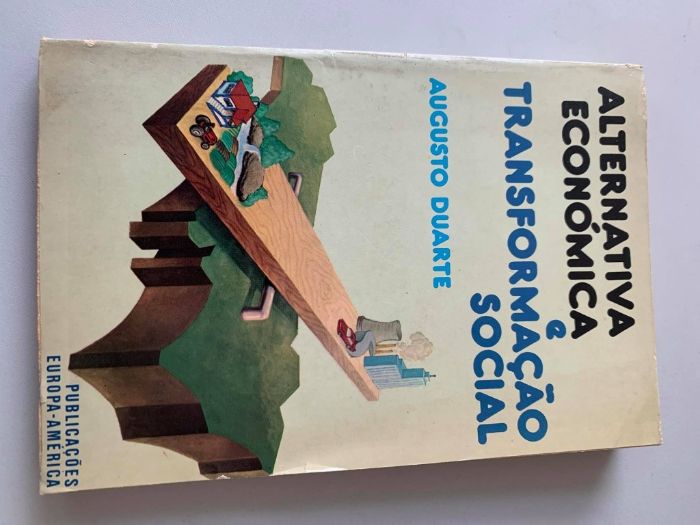 ALTERNATIVA
ECONÓMICA
e
TRANSFORMAÇÃO
SOCIAL
AUGUSTO DUARTE
PUBLICAÇÕES
EUROPA-AMÉRICA